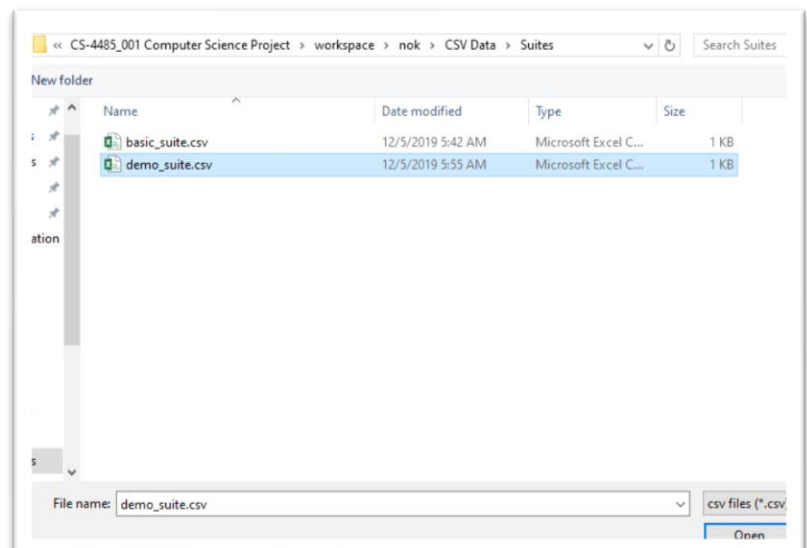 « CS-4485_001 Computer Science Project > workspace > nok > CSV Data > Suites Search Suites
New folder
Name Date modified Type Size
basic_suite.csv 12/5/2019 5:42 AM Microsoft Excel C... 1 KB
demo_suite.csv 12/5/2019 5:55 AM Microsoft Excel C... 1 KB
ation
s
File name: demo_suite.csv csv files (*.csv
Open